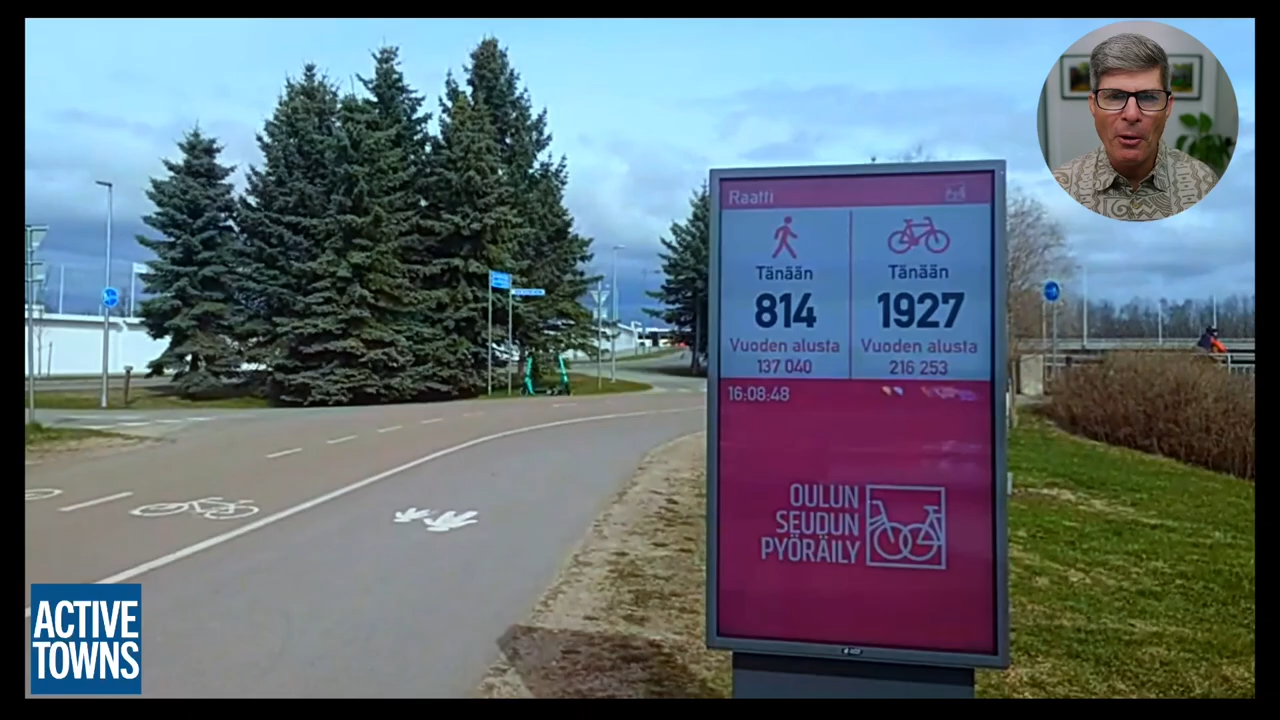 Raatti
Tänään
814
Vuoden alusta
137 040
Tänään
1927
Vuoden alusta
216 253
16:08:48
OULUN
SEUDUN
PYÖRÄILY
ACTIVE
TOWNS